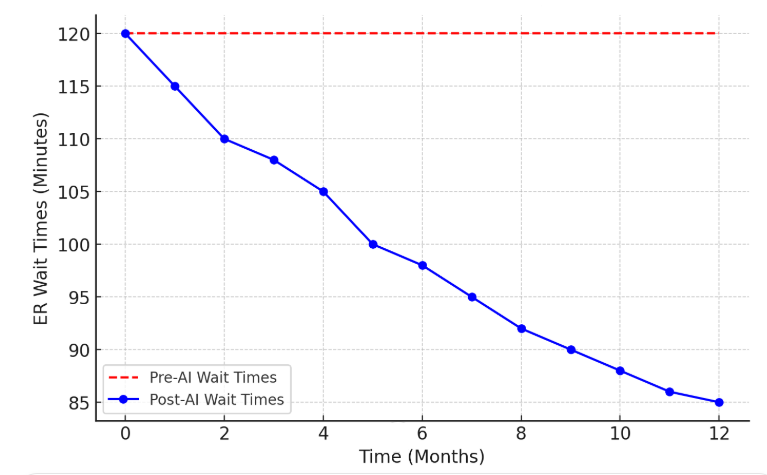 120
115
110
105
100
95
90
85
ER Wait Times (Minutes)
Pre-AI Wait Times
Post-AI Wait Times
0 2 4 6 8 10 12
Time (Months)